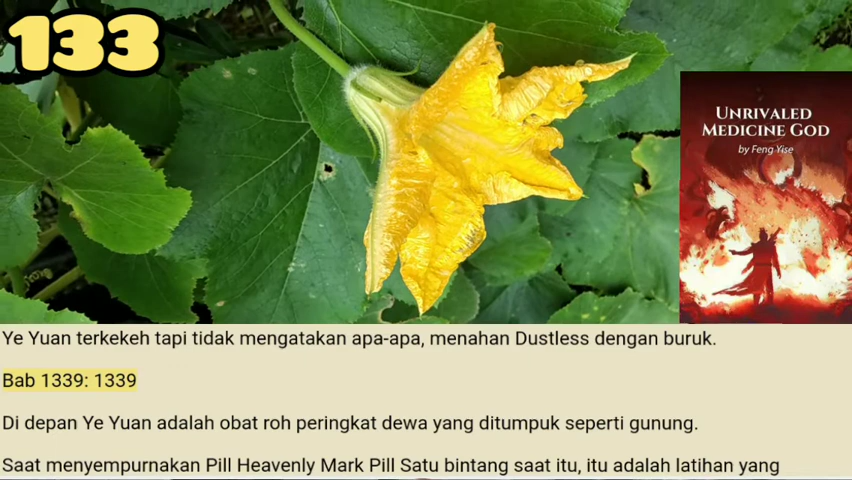 133
UNRIVALED
MEDICINE GOD
by Feng Yise
Ye Yuan terkekeh tapi tidak mengatakan apa-apa, menahan Dustless dengan buruk.
Bab 1339: 1339
Di depan Ye Yuan adalah obat roh peringkat dewa yang ditumpuk seperti gunung.
Saat menyempurnakan Pill Heavenly Mark Pill Satu bintang saat itu, itu adalah latihan yang